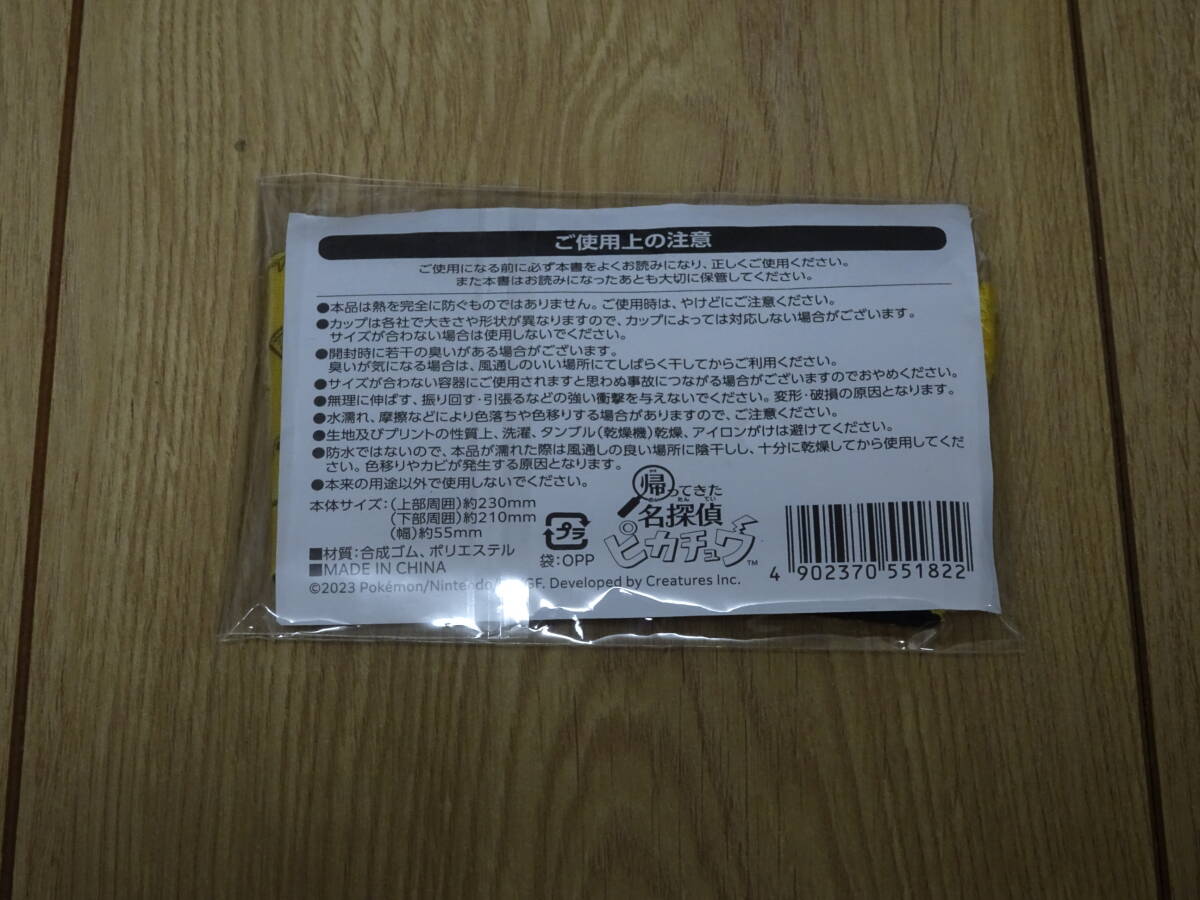 ご使用上の注意
ご使用になる前に必ず本書をよくお読みになり、正しくご使用ください。
また本書はお読みになったあとも大切に保管してください。
●本品は熱を完全に防ぐものではありません。ご使用時は、やけどにご注意ください。
●カップは各社で大きさや形状が異なりますので、カップによっては対応しない場合がございます。
サイズが合わない場合は使用しないでください。
●開封時に若干の臭いがある場合がございます。
臭いが気になる場合は、風通しのいい場所にてしばらく干してからご利用ください。
●サイズが合わない容器にご使用されますと思わぬ事故につながる場合がございますのでおやめください。
●無理に伸ばす、振り回す・引張るなどの強い衝撃を与えないでください。変形・破損の原因となります。
●水濡れ、摩擦などにより色落ちや色移りする場合がありますので、ご注意ください。
●生地及びプリントの性質上、洗濯、タンブル(乾燥機)乾燥、アイロンがけは避けてください。
●防水ではないので、本品が濡れた際は風通しの良い場所に陰干しし、十分に乾燥してから使用してくだ
さい。色移りやカビが発生する原因となります。
●本来の用途以外で使用しないでください。
本体サイズ：(上部周囲)約230mm
(下部周囲)約210mm
(幅)約55mm
■材質：合成ゴム、ポリエステル
■MADE IN CHINA
©2023 Pokémon/Nintendo/ GF. Developed by Creatures Inc.
プラ
袋：OPP
帰ってきた
名探偵
ピカチュウ™
4 902370 551822